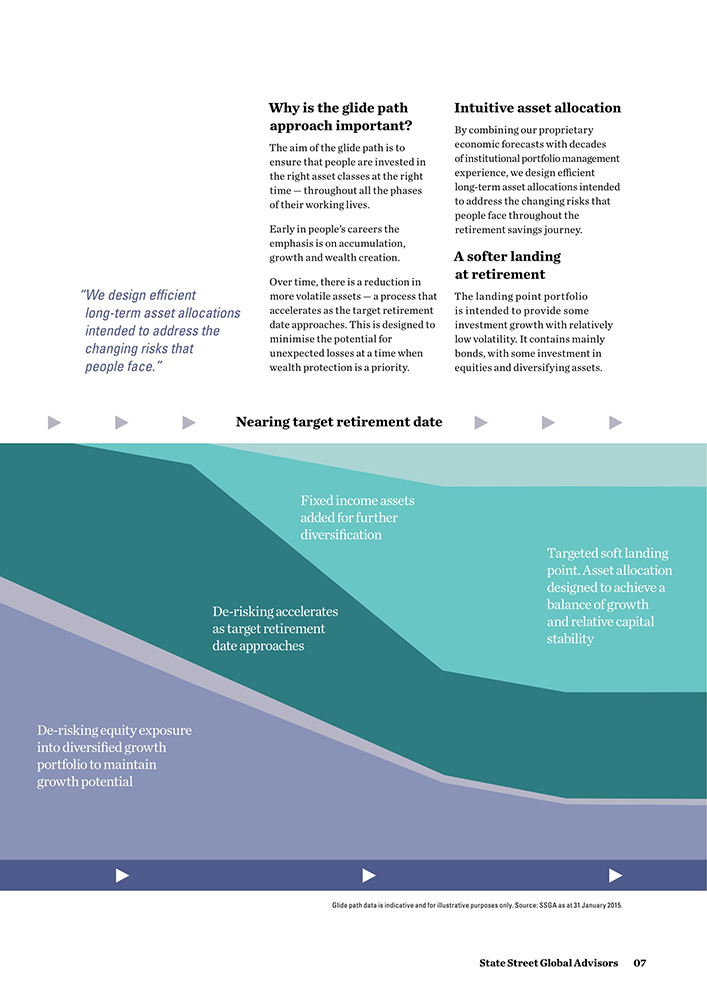 Why is the glide path
approach important?
The aim of the glide path is to
ensure that people are invested in
the right asset classes at the right
time — throughout all the phases
of their working lives.
Early in people's careers the
emphasis is on accumulation,
growth and wealth creation.
Over time, there is a reduction in
more volatile assets — a process that
accelerates as the target retirement
date approaches. This is designed to
minimise the potential for
unexpected losses at a time when
wealth protection is a priority.
Intuitive asset allocation
By combining our proprietary
economic forecasts with decades
of institutional portfolio management
experience, we design efficient
long-term asset allocations intended
to address the changing risks that
people face throughout the
retirement savings journey.
A softer landing
at retirement
The landing point portfolio
is intended to provide some
investment growth with relatively
low volatility. It contains mainly
bonds, with some investment in
equities and diversifying assets.
“We design efficient
long-term asset allocations
intended to address the
changing risks that
people face.”
Nearing target retirement date
Fixed income assets
added for further
diversification
Targeted soft landing
point. Asset allocation
designed to achieve a
balance of growth
and relative capital
stability
De-risking accelerates
as target retirement
date approaches
De-risking equity exposure
into diversified growth
portfolio to maintain
growth potential
Glide path data is indicative and for illustrative purposes only. Source: SSGA as at 31 January 2015.
State Street Global Advisors 07